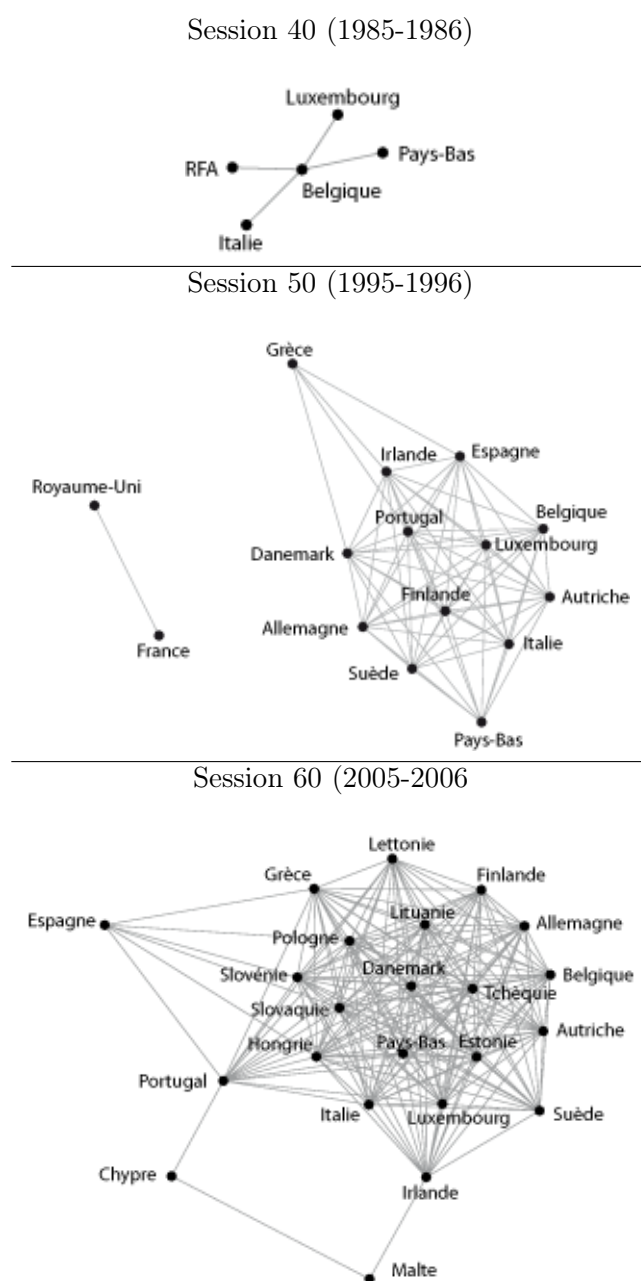 Session 40 (1985-1986)
Luxembourg
RFA
Pays-Bas
Belgique
Italie
Session 50 (1995-1996)
Grèce
Irlande
Espagne
Royaume-Uni
Portugal
Belgique
Luxembourg
Danemark
Finlande
Autriche
Allemagne
Italie
France
Suède
Pays-Bas
Session 60 (2005-2006
Lettonie
Grèce
Finlande
Espagne
Lituanie
Allemagne
Pologne
Slovénie
Danemark
Belgique
Tchèquie
Slovaquie
Autriche
Hongrie
Pays-Bas
Estonie
Portugal
Italie
Luxembourg
Suède
Chypre
Irlande
Malte